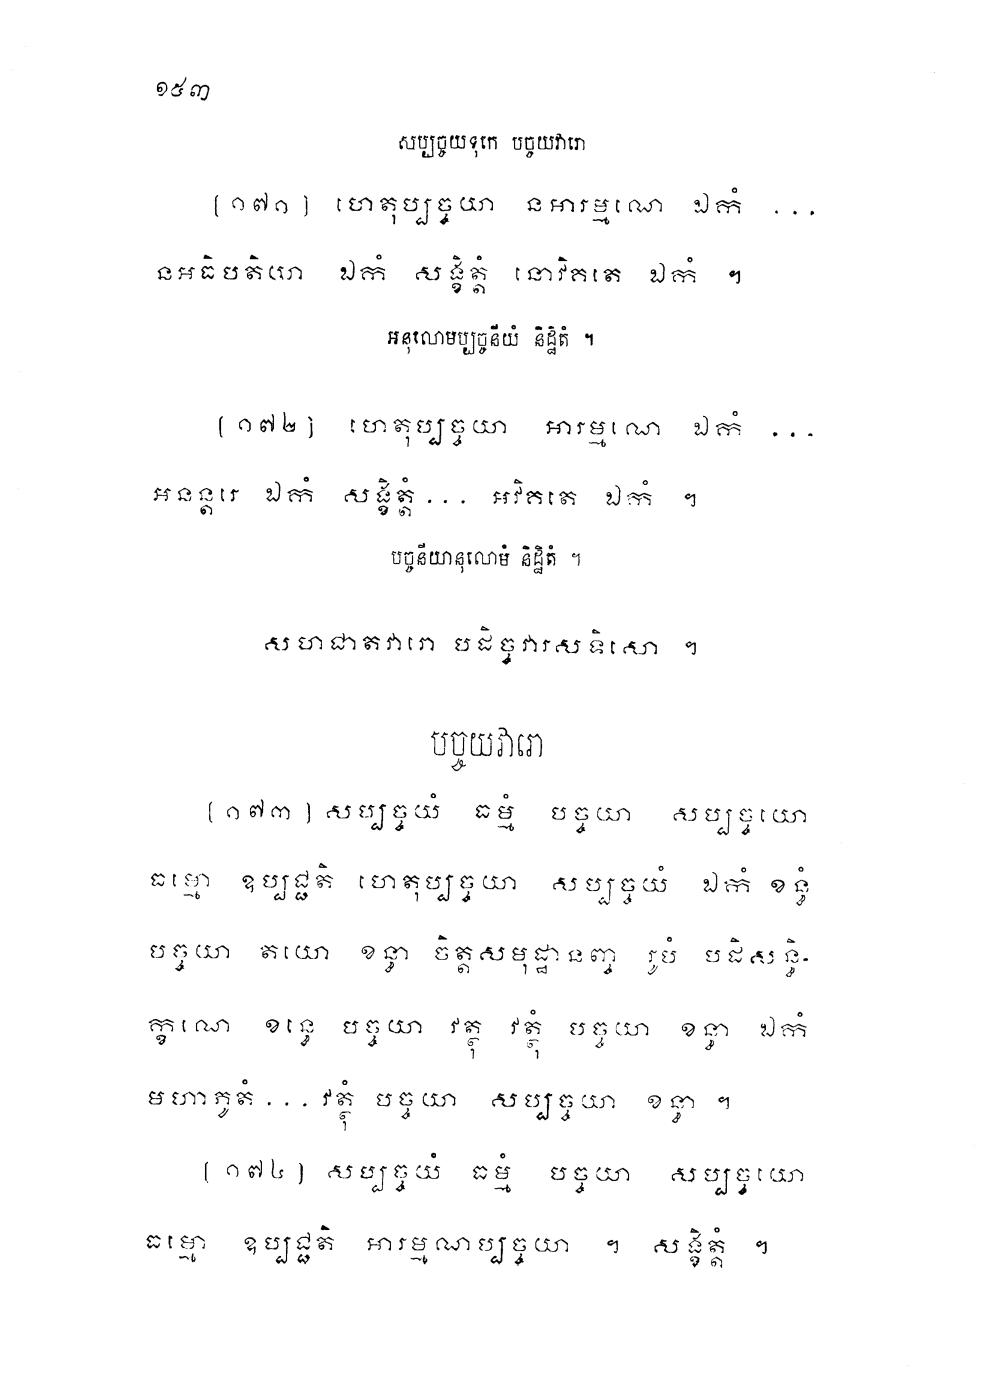 ១៥៣
សប្បច្ចយទុកេ បច្ចយវារោ
(១៧១) ហេតុប្បច្ចយា នអារម្មណេ ឯកំ ...
នអធិបតិយា ឯកំ សង្ខិត្តំ នោវិគតេ ឯកំ ។
អនុលោមប្បច្ចនីយំ និដ្ឋិតំ ។
(១៧២) ហេតុប្បច្ចយា អារម្មណេ ឯកំ ...
អនន្តរេ ឯកំ សង្ខិត្តំ... អវិគតេ ឯកំ ។
បច្ចនីយានុលោមំ និដ្ឋិតំ ។
សហជាតវារោ បដិច្ចវារសទិសោ ។
បច្ចយវារោ
(១៧៣) សប្បច្ចយំ ធម្មំ បច្ចយា សប្បច្ចយោ
ធម្មោ ឧប្បជ្ជតិ ហេតុប្បច្ចយា សប្បច្ចយំ ឯកំ ខន្ធំ
បច្ចយា តយោ ខន្ធា ចិត្តសមុដ្ឋានញ្ច រូបំ បដិសន្ធិ-
ក្ខណេ ខន្ធេ បច្ចយា វត្ថុ វត្ថុំ បច្ចយា ខន្ធា ឯកំ
មហាភូតំ... វត្ថុំ បច្ចយា សប្បច្ចយា ខន្ធា ។
(១៧៤) សប្បច្ចយំ ធម្មំ បច្ចយា សប្បច្ចយោ
ធម្មោ ឧប្បជ្ជតិ អារម្មណប្បច្ចយា ។ សង្ខិត្តំ ។